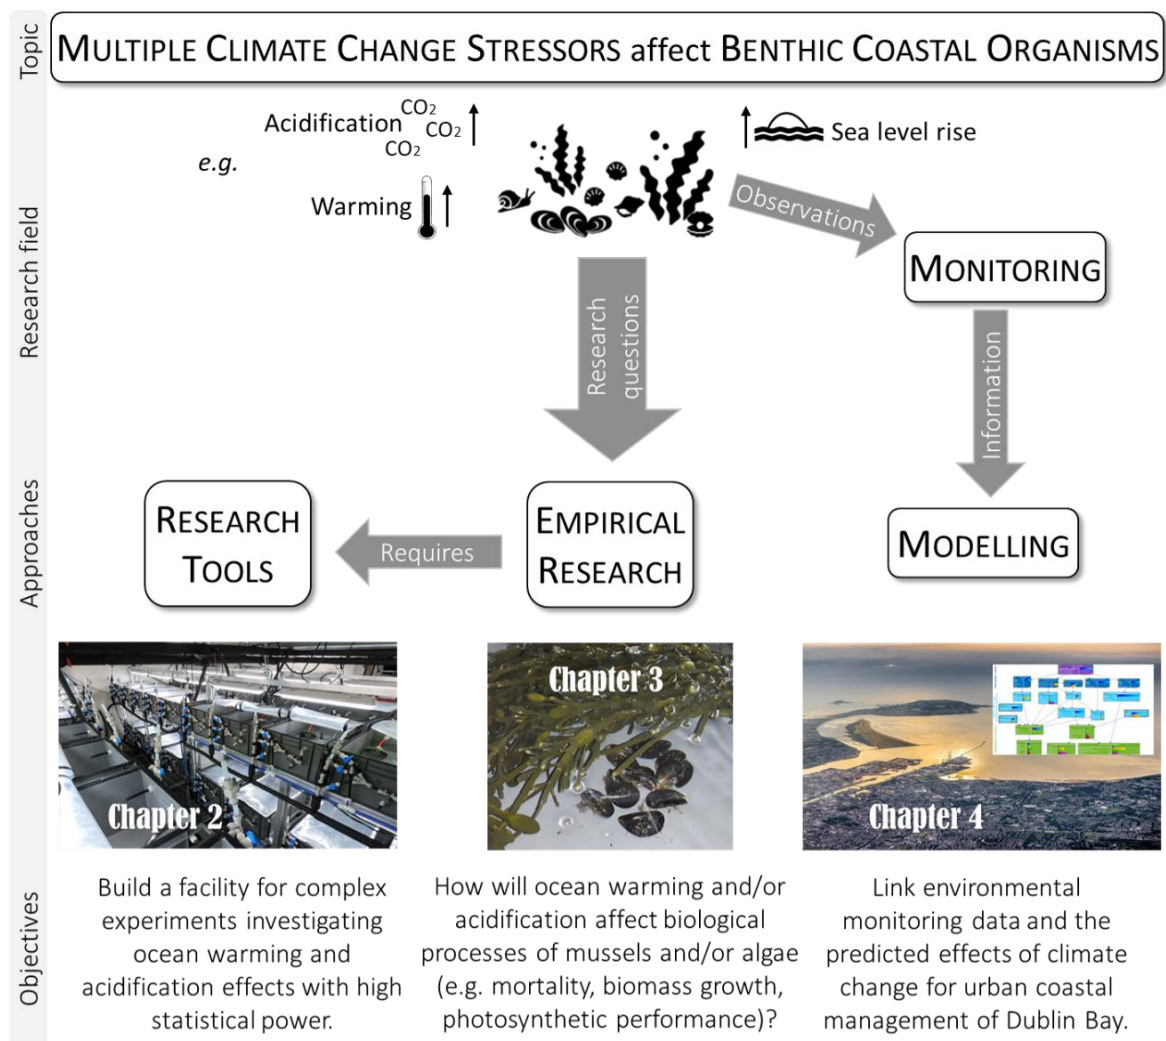 Topic
MULTIPLE CLIMATE CHANGE STRESSORS affect BENTHIC COASTAL ORGANISMS
Research field
e.g.
Acidification
CO2
CO2
CO2
Warming
Sea level rise
Observations
MONITORING
Research
questions
Information
Approaches
RESEARCH
TOOLS
Requires
EMPIRICAL
RESEARCH
MODELLING
Chapter 2
Chapter 3
Chapter 4
Objectives
Build a facility for complex
experiments investigating
ocean warming and
acidification effects with high
statistical power.
How will ocean warming and/or
acidification affect biological
processes of mussels and/or algae
(e.g. mortality, biomass growth,
photosynthetic performance)?
Link environmental
monitoring data and the
predicted effects of climate
change for urban coastal
management of Dublin Bay.